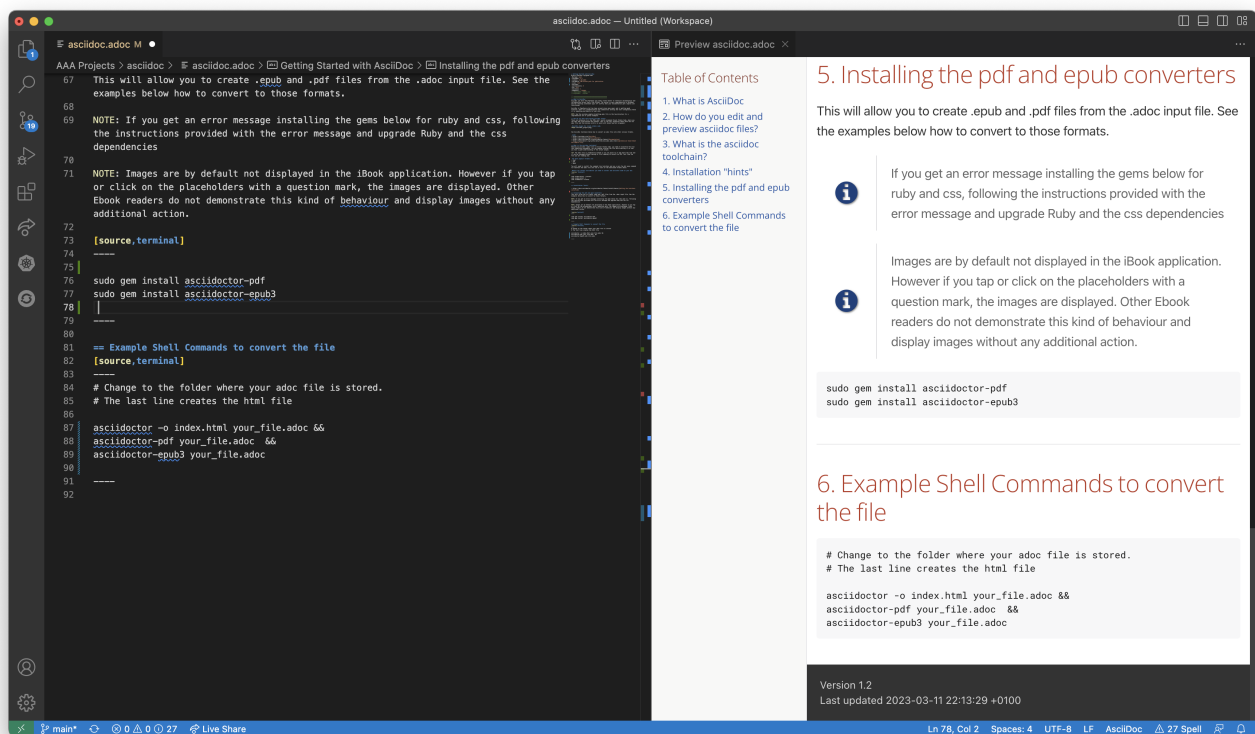 asciidoc.adoc — Untitled (Workspace)
asciidoc.adoc M
AAA Projects > asciidoc > asciidoc.adoc > Getting Started with AsciiDoc > Installing the pdf and epub converters
1
19
67 This will allow you to create .epub and .pdf files from the .adoc input file. See the
examples below how to convert to those formats.
68
69 NOTE: If you get an error message installing the gems below for ruby and css, following
the instructions provided with the error message and upgrade Ruby and the css
dependencies
70
71 NOTE: Images are by default not displayed in the iBook application. However if you tap
or click on the placeholders with a question mark, the images are displayed. Other
Ebook readers do not demonstrate this kind of behaviour and display images without any
additional action.
72
73 [source,terminal]
74 ----
75
76 sudo gem install asciidoctor-pdf
77 sudo gem install asciidoctor-epub3
78
79 ----
80
81 == Example Shell Commands to convert the file
82 [source,terminal]
83 ----
84 # Change to the folder where your adoc file is stored.
85 # The last line creates the html file
86
87 asciidoctor -o index.html your_file.adoc &&
88 asciidoctor-pdf your_file.adoc  &&
89 asciidoctor-epub3 your_file.adoc
90
91 ----
92
Preview asciidoc.adoc
Table of Contents
1. What is AsciiDoc
2. How do you edit and
preview asciidoc files?
3. What is the asciidoc
toolchain?
4. Installation "hints"
5. Installing the pdf and epub
converters
6. Example Shell Commands
to convert the file
5. Installing the pdf and epub converters
This will allow you to create .epub and .pdf files from the .adoc input file. See
the examples below how to convert to those formats.
If you get an error message installing the gems below for
ruby and css, following the instructions provided with the
error message and upgrade Ruby and the css dependencies
Images are by default not displayed in the iBook application.
However if you tap or click on the placeholders with a
question mark, the images are displayed. Other Ebook
readers do not demonstrate this kind of behaviour and
display images without any additional action.
sudo gem install asciidoctor-pdf
sudo gem install asciidoctor-epub3
6. Example Shell Commands to convert
the file
# Change to the folder where your adoc file is stored.
# The last line creates the html file
asciidoctor -o index.html your_file.adoc &&
asciidoctor-pdf your_file.adoc  &&
asciidoctor-epub3 your_file.adoc
Version 1.2
Last updated 2023-03-11 22:13:29 +0100
main* 0 0 27 Live Share Ln 78, Col 2 Spaces: 4 UTF-8 LF AsciiDoc 27 Spell